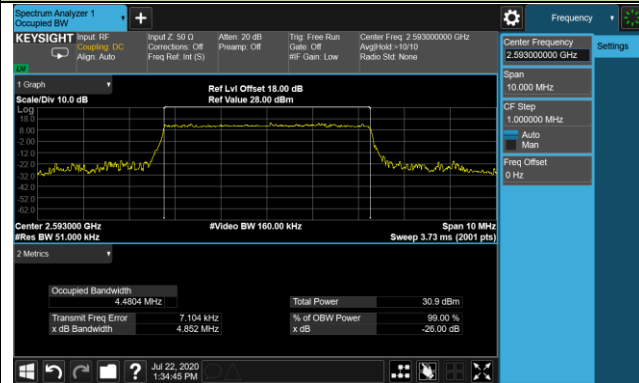 Spectrum Analyzer 1
Occupied BW
Frequency
KEYSIGHT
Input: RF
Coupling: DC
Align: Auto
Input Z: 50 Ω
Corrections: Off
Freq Ref: Int (S)
Atten: 20 dB
Preamp: Off
Trig: Free Run
Gate: Off
#IF Gain: Low
Center Freq: 2.593000000 GHz
Avg|Hold:>10/10
Radio Std: None
Center Frequency
2.593000000 GHz
Settings
Span
10.000 MHz
CF Step
1.000000 MHz
Auto
Man
Freq Offset
0 Hz
1 Graph
Scale/Div 10.0 dB
Ref Lvl Offset 18.00 dB
Ref Value 28.00 dBm
Log
18.0
8.00
-2.00
-12.0
-22.0
-32.0
-42.0
-52.0
-62.0
Center 2.593000 GHz
#Res BW 51.000 kHz
#Video BW 160.00 kHz
Span 10 MHz
Sweep 3.73 ms (2001 pts)
2 Metrics
Occupied Bandwidth
4.4804 MHz
Total Power 30.9 dBm
Transmit Freq Error 7.104 kHz
% of OBW Power 99.00 %
x dB Bandwidth 4.852 MHz
x dB -26.00 dB
?
Jul 22, 2020
1:34:45 PM